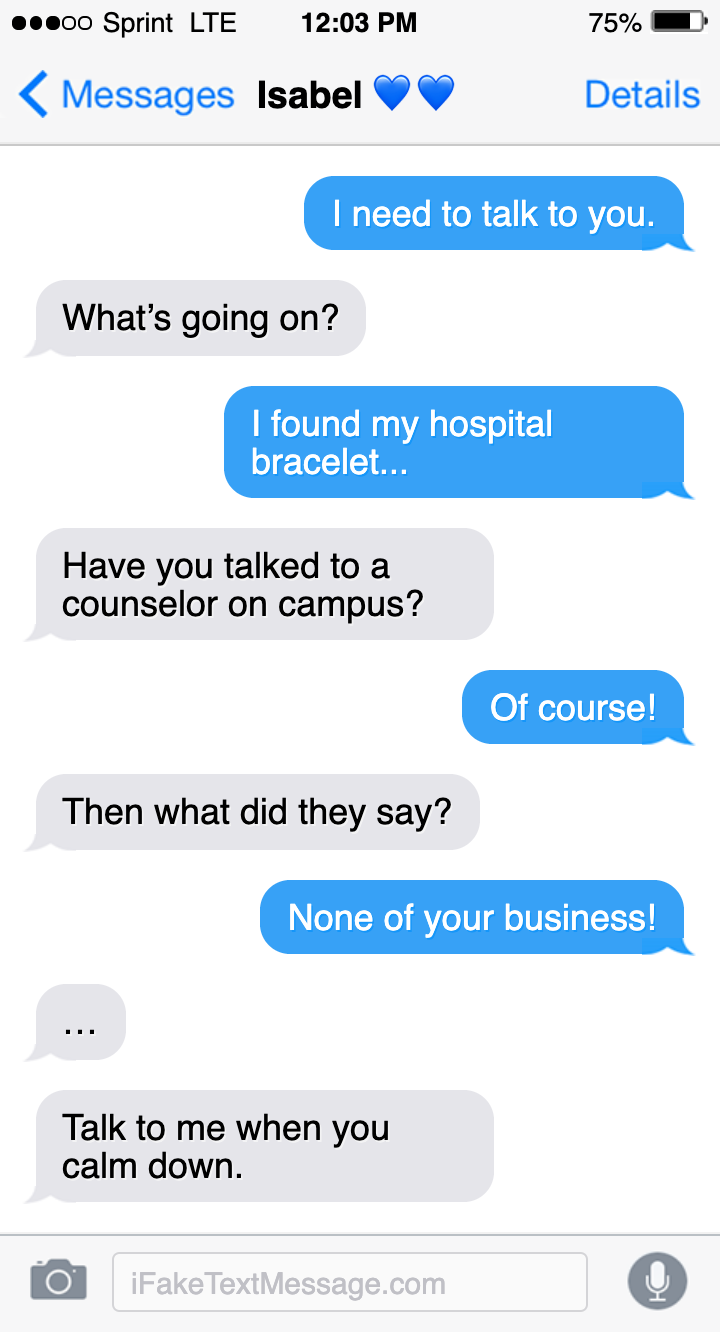 Sprint LTE 12:03 PM 75%
Messages Isabel 💙💙 Details
I need to talk to you.
What’s going on?
I found my hospital
bracelet...
Have you talked to a
counselor on campus?
Of course!
Then what did they say?
None of your business!
...
Talk to me when you
calm down.
iFakeTextMessage.com